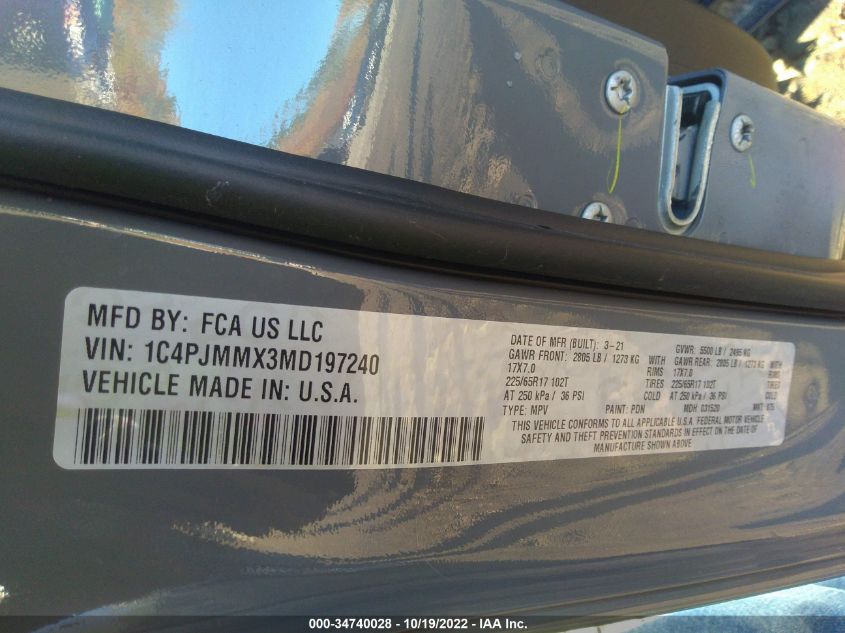 MFD BY: FCA US LLC
VIN: 1C4PJMMX3MD197240
VEHICLE MADE IN: U.S.A.
DATE OF MFR (BUILT): 3-21 GVWR: 5500 LB / 2495 KG
GAWR FRONT: 2805 LB / 1273 KG GAWR REAR: 2805 LB / 1273 KG
17X7.0 RIMS 17X7.0 RIMS
225/65R17 102T TIRES 225/65R17 102T TIRES
AT 250 kPa / 36 PSI COLD AT 250 kPa / 36 PSI COLD
TYPE: MPV PAINT: PDN MDH 031520
THIS VEHICLE CONFORMS TO ALL APPLICABLE U.S.A. FEDERAL MOTOR VEHICLE
SAFETY AND THEFT PREVENTION STANDARDS IN EFFECT ON THE DATE OF
MANUFACTURE SHOWN ABOVE
000-34740028 - 10/19/2022 - IAA Inc.